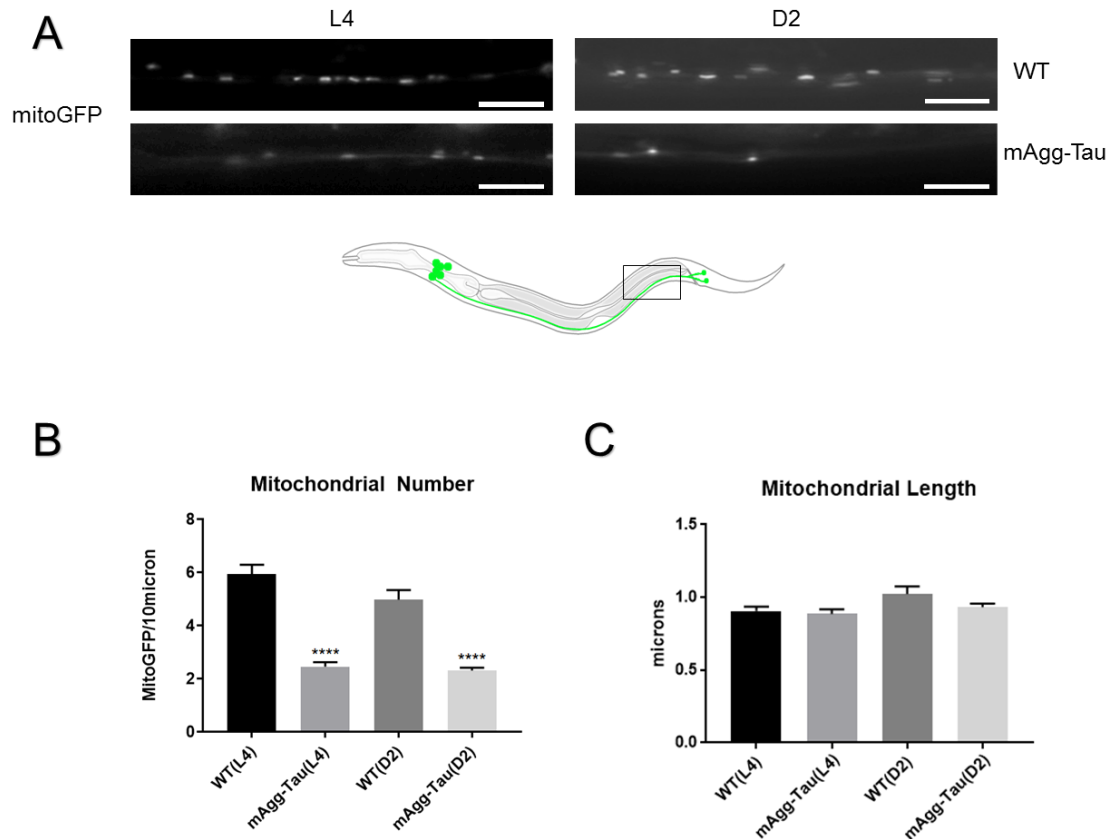 A
L4
D2
mitoGFP
WT
mAgg-Tau
B
Mitochondrial Number
MitoGFP/10micron
8
6
4
2
0
****
****
WT(L4)
mAgg-Tau(L4)
WT(D2)
mAgg-Tau(D2)
C
Mitochondrial Length
microns
1.5
1.0
0.5
0.0
WT(L4)
mAgg-Tau(L4)
WT(D2)
mAgg-Tau(D2)